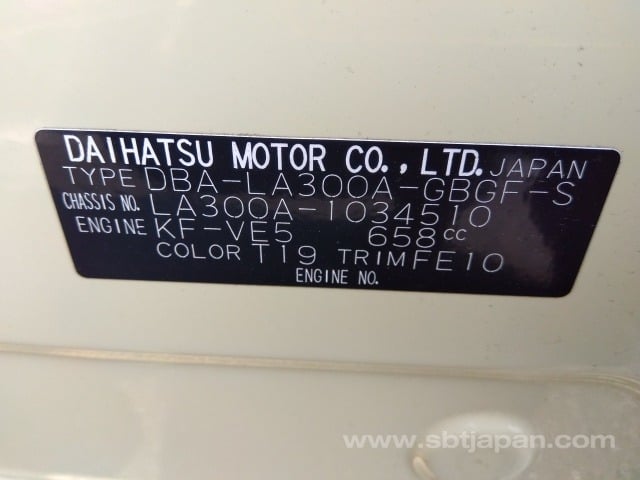 DAIHATSU MOTOR CO., LTD. JAPAN
TYPE DBA-LA300A-GBGF-S
CHASSIS NO. LA300A-1034510
ENGINE KF-VE5 658cc
COLOR T19 TRIM FE10
ENGINE NO.
www.sbtjapan.com